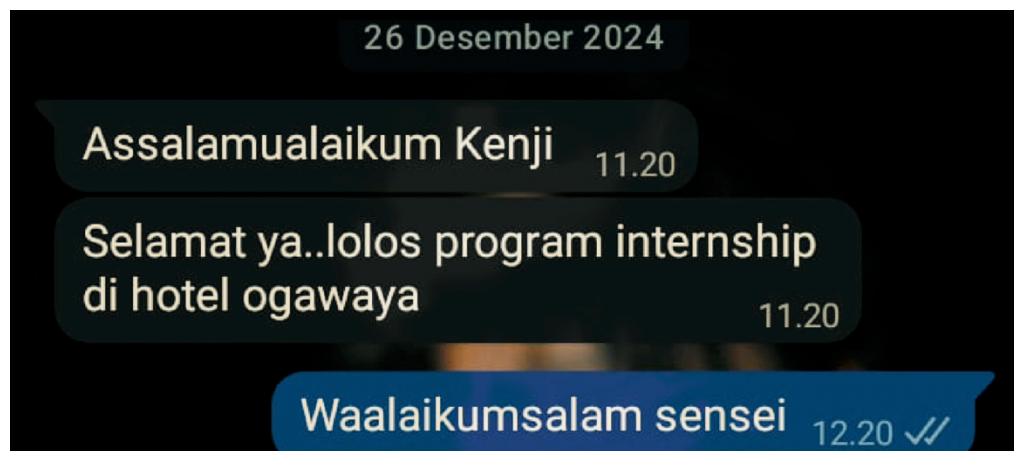 26 Desember 2024
Assalamualaikum Kenji
11.20
Selamat ya..lolos program internship
di hotel ogawaya
11.20
Waalaikumsalam sensei
12.20